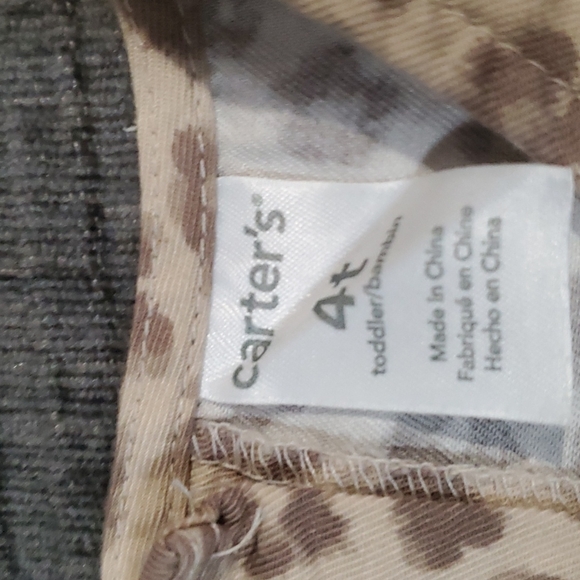 carter's®
4t
toddler/bambin
Made in China
Fabriqué en Chine
Hecho en China